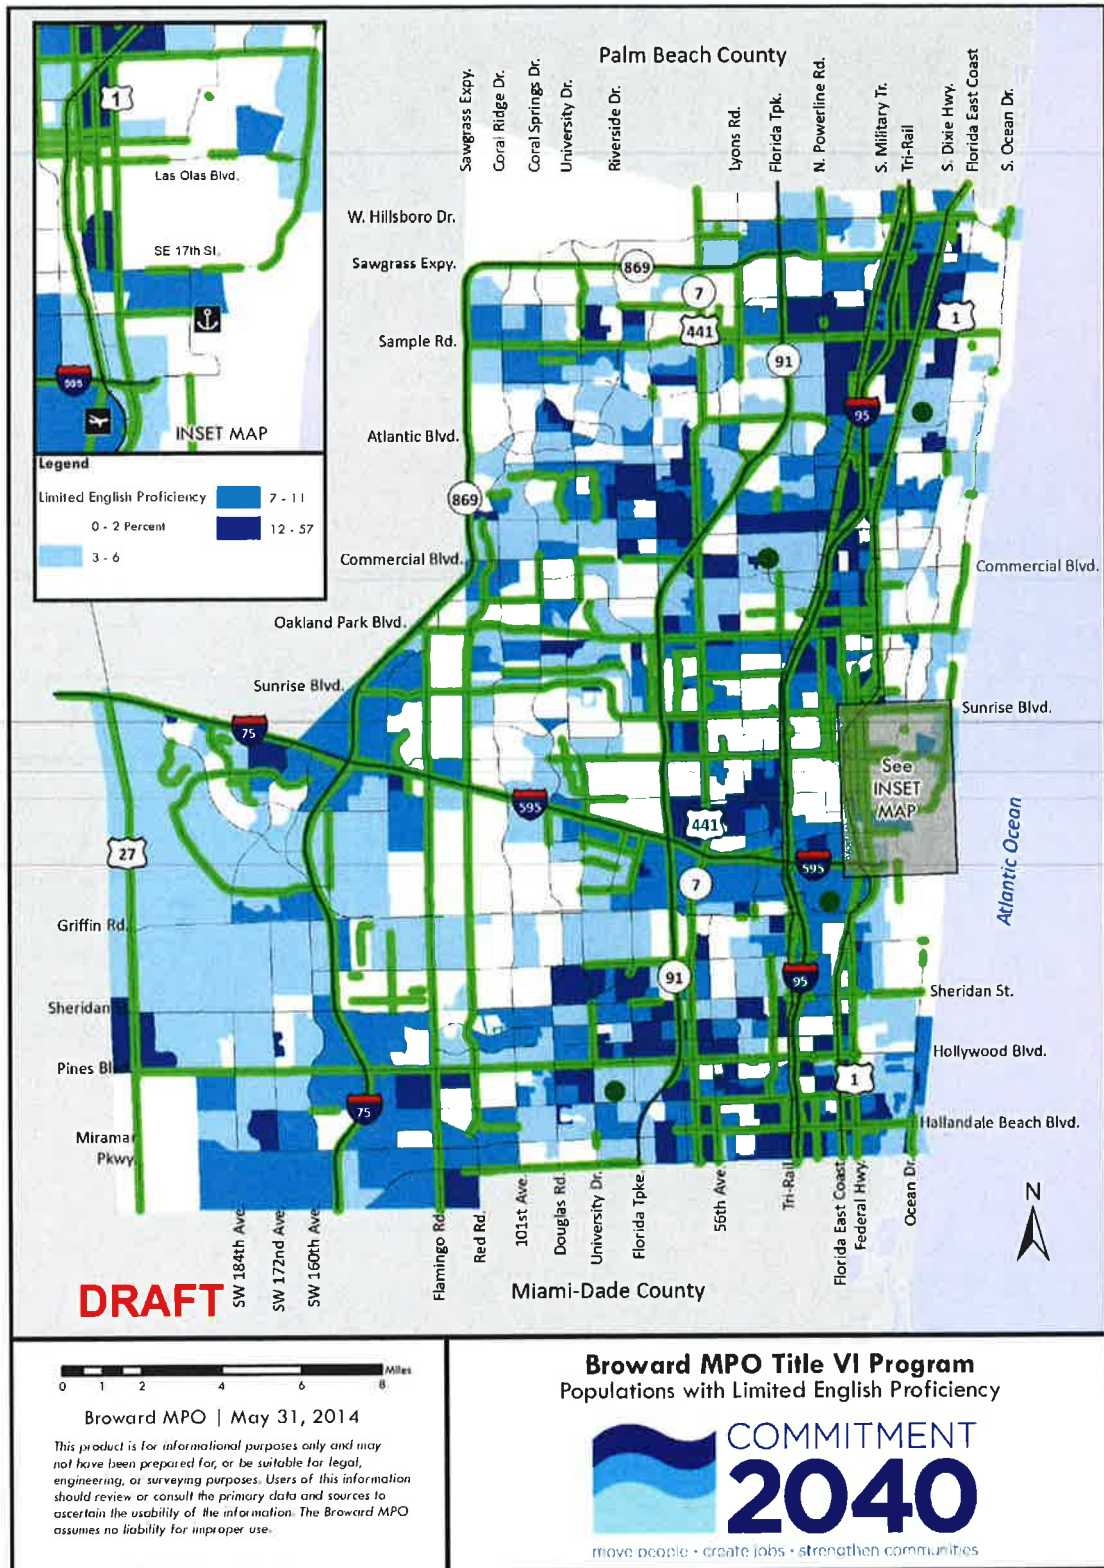 Palm Beach County
Sawgrass Expy.
Coral Ridge Dr.
Coral Springs Dr.
University Dr.
Riverside Dr.
Lyons Rd.
Florida Tpk.
N. Powerline Rd.
S. Military Tr.
Tri-Rail
S. Dixie Hwy.
Florida East Coast
S. Ocean Dr.
1
Las Olas Blvd.
SE 17th St.
595
INSET MAP
Legend
Limited English Proficiency
0 - 2 Percent
3 - 6
7 - 11
12 - 57
W. Hillsboro Dr.
Sawgrass Expy.
869
7
441
1
Sample Rd.
91
95
Atlantic Blvd.
869
Commercial Blvd.
Commercial Blvd.
Oakland Park Blvd.
Sunrise Blvd.
Sunrise Blvd.
75
See
INSET
MAP
595
441
27
595
7
Atlantic Ocean
Griffin Rd.
91
95
Sheridan
Sheridan St.
Hollywood Blvd.
Pines Bl
1
75
Hallandale Beach Blvd.
Miramar
Pkwy.
SW 184th Ave.
SW 172nd Ave.
SW 160th Ave.
Flamingo Rd.
Red Rd.
101st Ave.
Douglas Rd.
University Dr.
Florida Tpke.
56th Ave.
Tri-Rail
Florida East Coast
Federal Hwy.
Ocean Dr.
N
DRAFT
Miami-Dade County
Miles
0 1 2 4 6 8
Broward MPO | May 31, 2014
This product is for informational purposes only and may
not have been prepared for, or be suitable for legal,
engineering, or surveying purposes. Users of this information
should review or consult the primary data and sources to
ascertain the usability of the information. The Broward MPO
assumes no liability for improper use.
Broward MPO Title VI Program
Populations with Limited English Proficiency
COMMITMENT
2040
move people • create jobs • strengthen communities